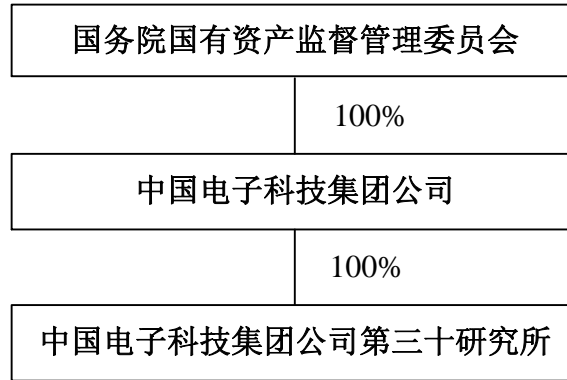 国务院国有资产监督管理委员会
100%
中国电子科技集团公司
100%
中国电子科技集团公司第三十研究所